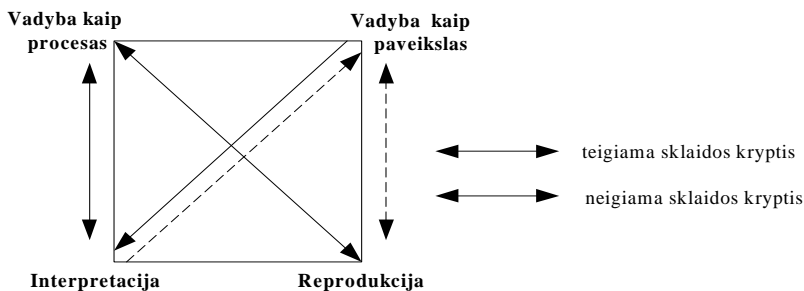 Vadyba kaip
procesas
Vadyba kaip
paveikslas
teigiama sklaidos kryptis
neigiama sklaidos kryptis
Interpretacija
Reprodukcija